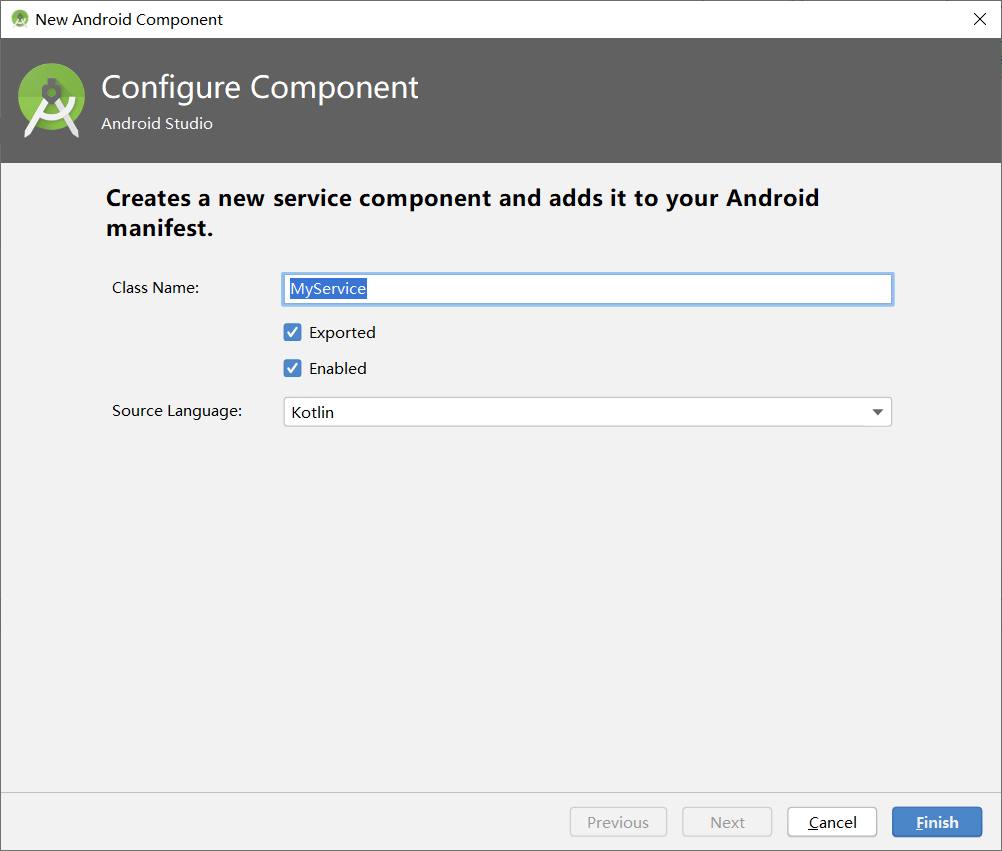 New Android Component
Configure Component
Android Studio
Creates a new service component and adds it to your Android
manifest.
Class Name:
MyService
Exported
Enabled
Source Language:
Kotlin
Previous
Next
Cancel
Finish